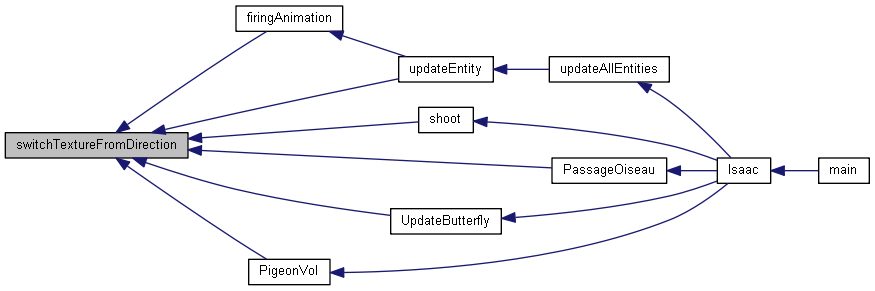 firingAnimation
updateEntity
updateAllEntities
shoot
switchTextureFromDirection
PassageOiseau
Isaac
main
UpdateButterfly
PigeonVol